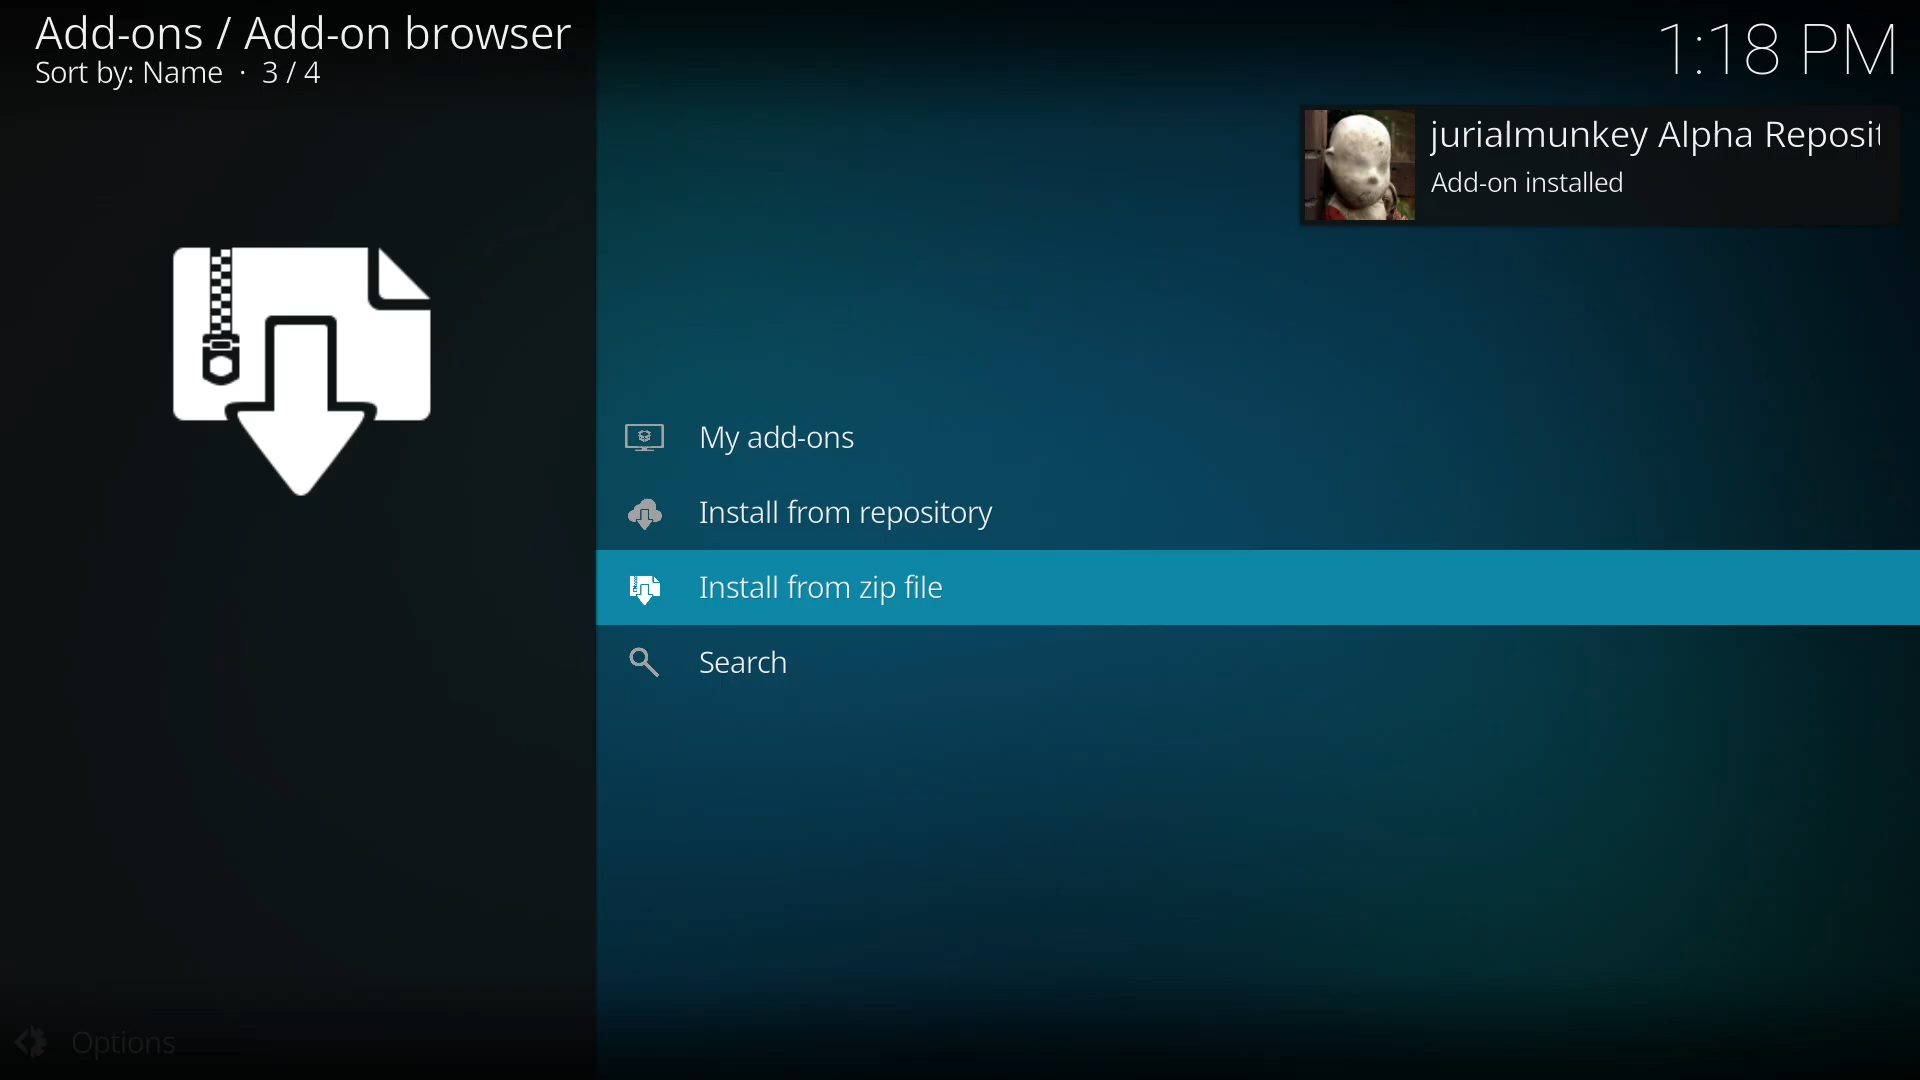 Add-ons / Add-on browser
Sort by: Name · 3 / 4
1:18 PM
jurialmunkey Alpha Reposit
Add-on installed
My add-ons
Install from repository
Install from zip file
Search
Options